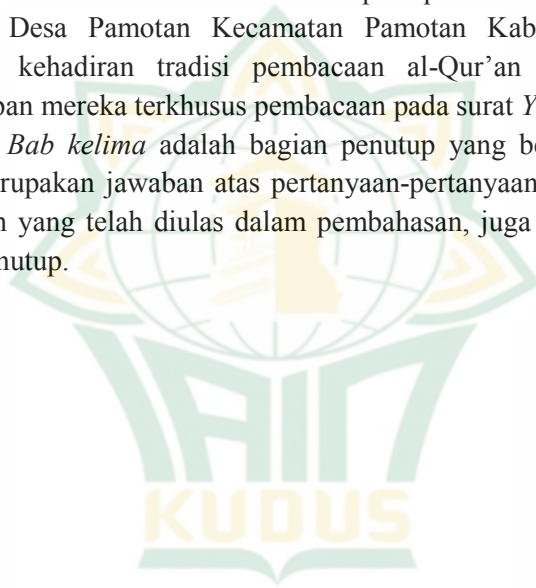 Desa Pamotan Kecamatan Pamotan Kab
kehadiran tradisi pembacaan al-Qur’an
pan mereka terkhusus pembacaan pada surat Y
Bab kelima adalah bagian penutup yang be
rupakan jawaban atas pertanyaan-pertanyaan
n yang telah diulas dalam pembahasan, juga
nutup.
IAIN
KUDUS